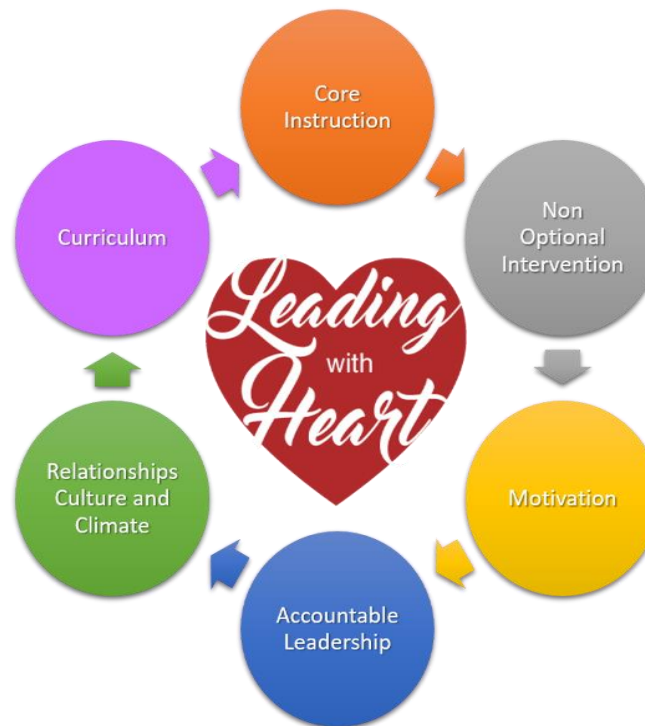 Core
Instruction
Non
Optional
Intervention
Motivation
Accountable
Leadership
Relationships
Culture and
Climate
Curriculum
Leading
with
Heart